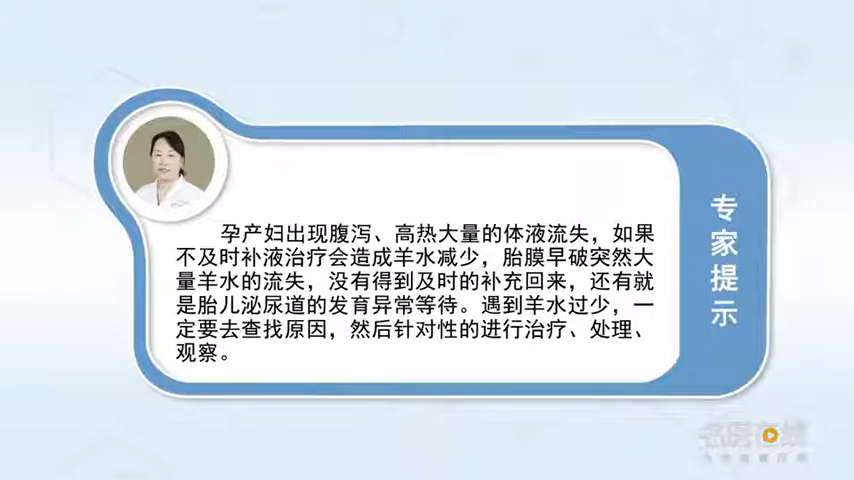 孕产妇出现腹泻、高热大量的体液流失，如果
不及时补液治疗会造成羊水减少，胎膜早破突然大
量羊水的流失，没有得到及时的补充回来，还有就
是胎儿泌尿道的发育异常等待。遇到羊水过少，一
定要去查找原因，然后针对性的进行治疗、处理、
观察。
专家提示
名医在线